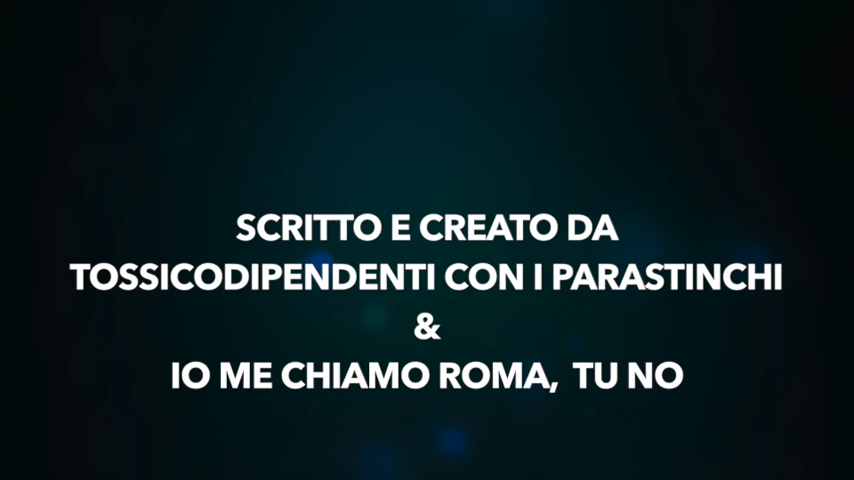 SCRITTO E CREATO DA
TOSSICODIPENDENTI CON I PARASTINCHI
&
IO ME CHIAMO ROMA, TU NO